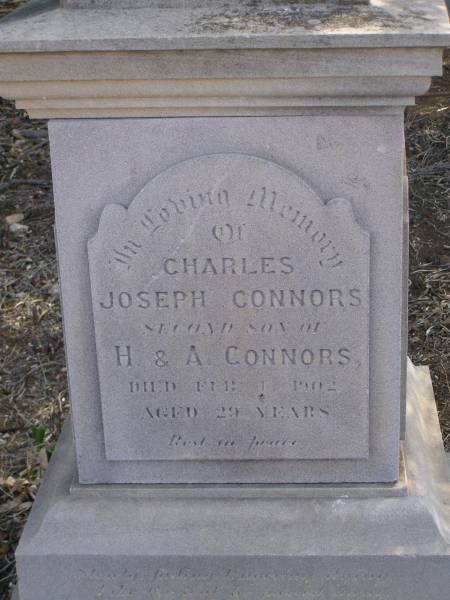 In Loving Memory
Of
CHARLES
JOSEPH CONNORS
SECOND SON OF
H. & A. CONNORS,
DIED FEB 1 1902
AGED 29 YEARS
Rest in peace